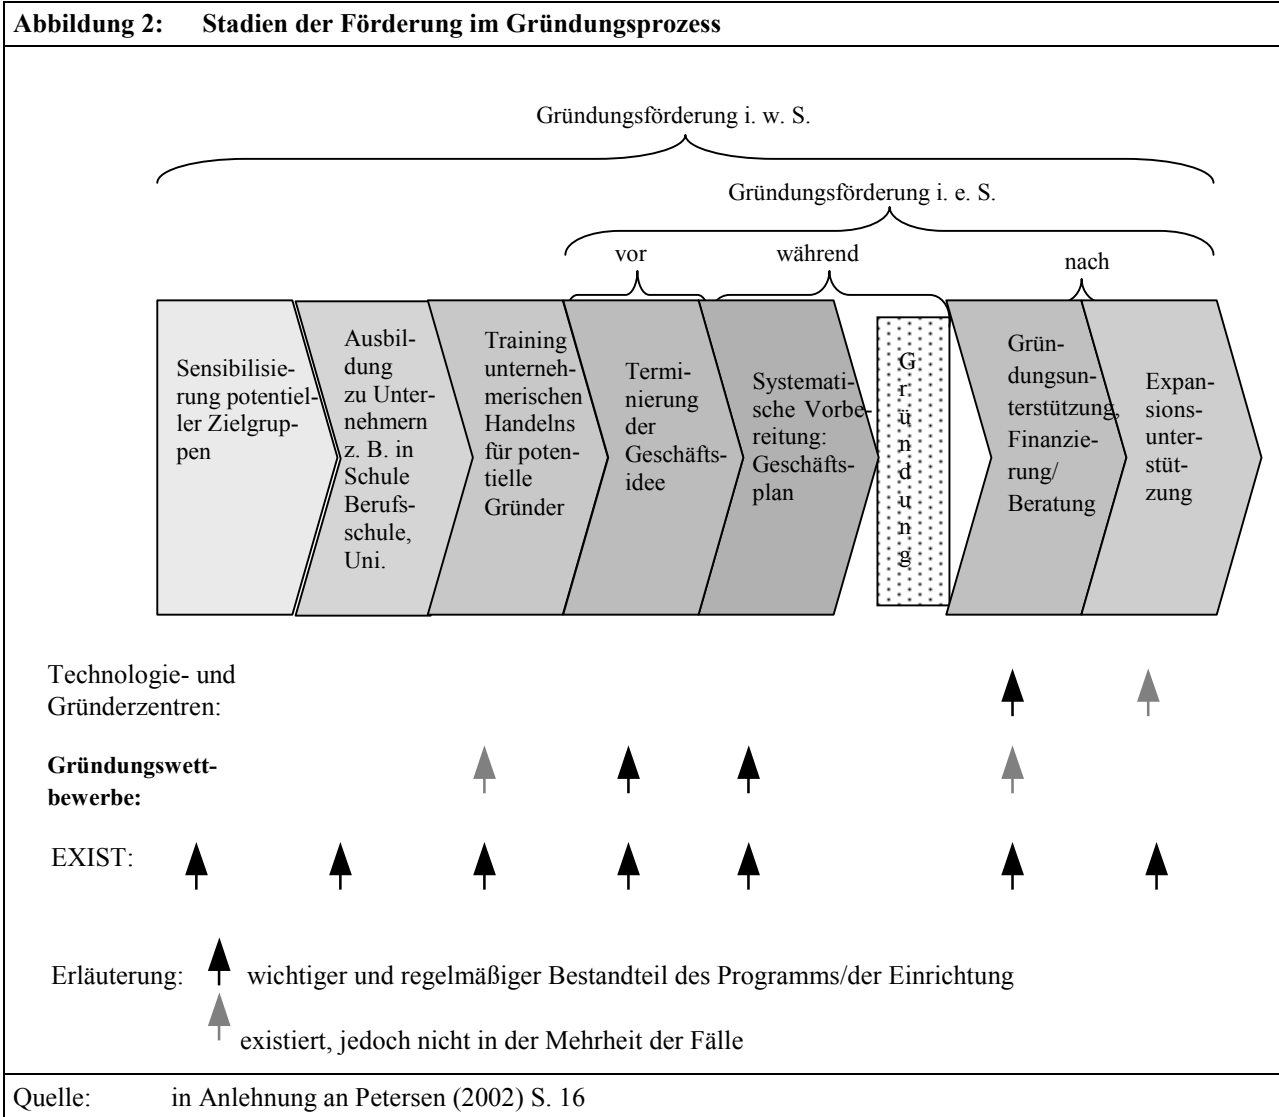 Abbildung 2: Stadien der Förderung im Gründungsprozess
Gründungsförderung i. w. S.
Gründungsförderung i. e. S.
vor
während
nach
Sensibilisie-
rung potentiel-
ler Zielgrup-
pen
Ausbil-
dung
zu Unter-
nehmern
z. B. in
Schule
Berufs-
schule,
Uni.
Training
unterneh-
merischen
Handelns
für poten-
tielle
Gründer
Termi-
nierung
der
Geschäfts-
idee
Systemati-
sche Vorbe-
reitung:
Geschäfts-
plan
G
r
ü
n
d
u
n
g
Grün-
dungsun-
terstützung,
Finanzie-
rung/
Beratung
Expan-
sions-
unter-
stüt-
zung
Technologie- und
Gründerzentren:
Gründungswett-
bewerbe:
EXIST:
Erläuterung: wichtiger und regelmäßiger Bestandteil des Programms/der Einrichtung
existiert, jedoch nicht in der Mehrheit der Fälle
Quelle: in Anlehnung an Petersen (2002) S. 16